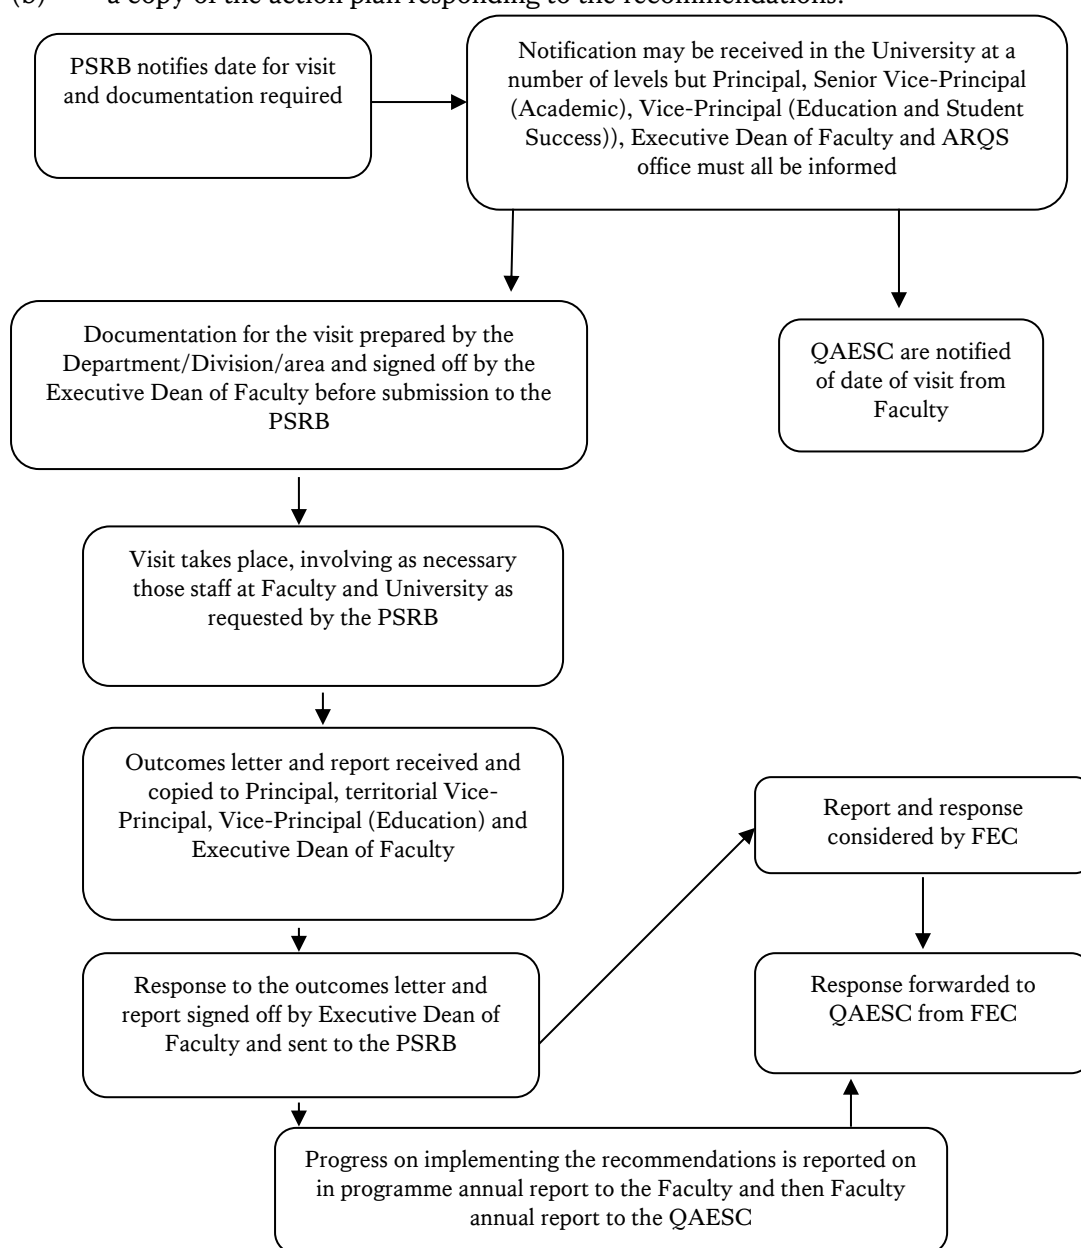 (b) a copy of the action plan responding to the recommendations.
PSRB notifies date for visit
and documentation required
Notification may be received in the University at a
number of levels but Principal, Senior Vice-Principal
(Academic), Vice-Principal (Education and Student
Success)), Executive Dean of Faculty and ARQS
office must all be informed
Documentation for the visit prepared by the
Department/Division/area and signed off by the
Executive Dean of Faculty before submission to the
PSRB
QAESC are notified
of date of visit from
Faculty
Visit takes place, involving as necessary
those staff at Faculty and University as
requested by the PSRB
Outcomes letter and report received and
copied to Principal, territorial Vice-
Principal, Vice-Principal (Education) and
Executive Dean of Faculty
Report and response
considered by FEC
Response to the outcomes letter and
report signed off by Executive Dean of
Faculty and sent to the PSRB
Response forwarded to
QAESC from FEC
Progress on implementing the recommendations is reported on
in programme annual report to the Faculty and then Faculty
annual report to the QAESC